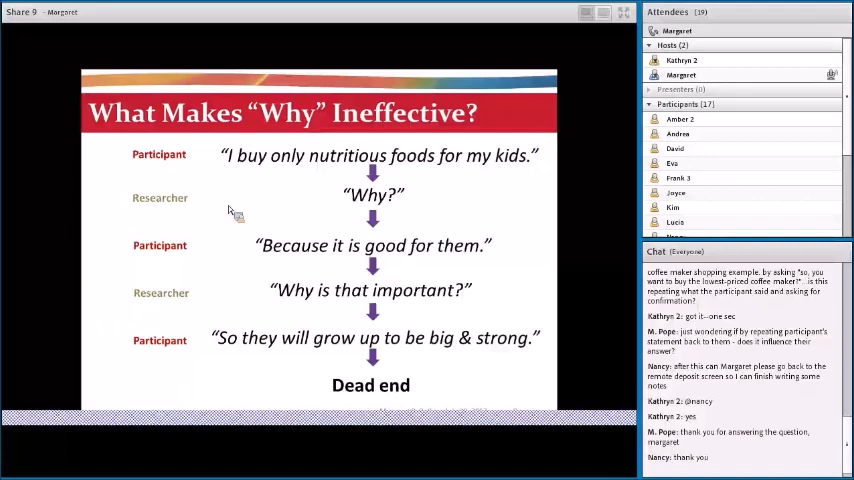 Share 9 - Margaret
What Makes “Why” Ineffective?
Participant “I buy only nutritious foods for my kids.”
Researcher “Why?”
Participant “Because it is good for them.”
Researcher “Why is that important?”
Participant “So they will grow up to be big & strong.”
Dead end
Attendees (19)
Margaret
Hosts (2)
Kathryn 2
Margaret
Presenters (0)
Participants (17)
Amber 2
Andrea
David
Eva
Frank 3
Joyce
Kim
Lucia
Chat (Everyone)
coffee maker shopping example. by asking "so, you
want to buy the lowest-priced coffee maker?" . is this
repeating what the participant said and asking for
confirmation?
Kathryn 2: got it--one sec
M. Pope: just wondering if by repeating participant's
statement back to them - does it influence their
answer?
Nancy: after this can Margaret please go back to the
remote deposit screen so I can finish writing some
notes
Kathryn 2: @nancy
Kathryn 2: yes
M. Pope: thank you for answering the question,
margaret
Nancy: thank you